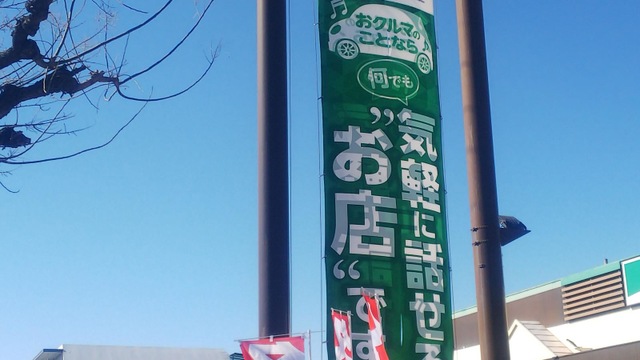 おクルマの
ことなら
何でも
気軽に話せる
”お店“です